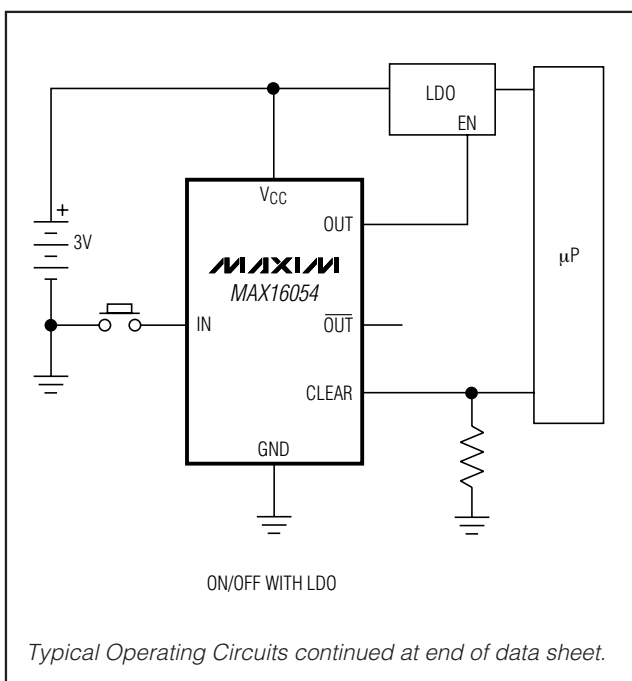 LDO
EN
VCC
OUT
+
3V
MAXIM
MAX16054
µP
IN
OUT
CLEAR
GND
ON/OFF WITH LDO
Typical Operating Circuits continued at end of data sheet.